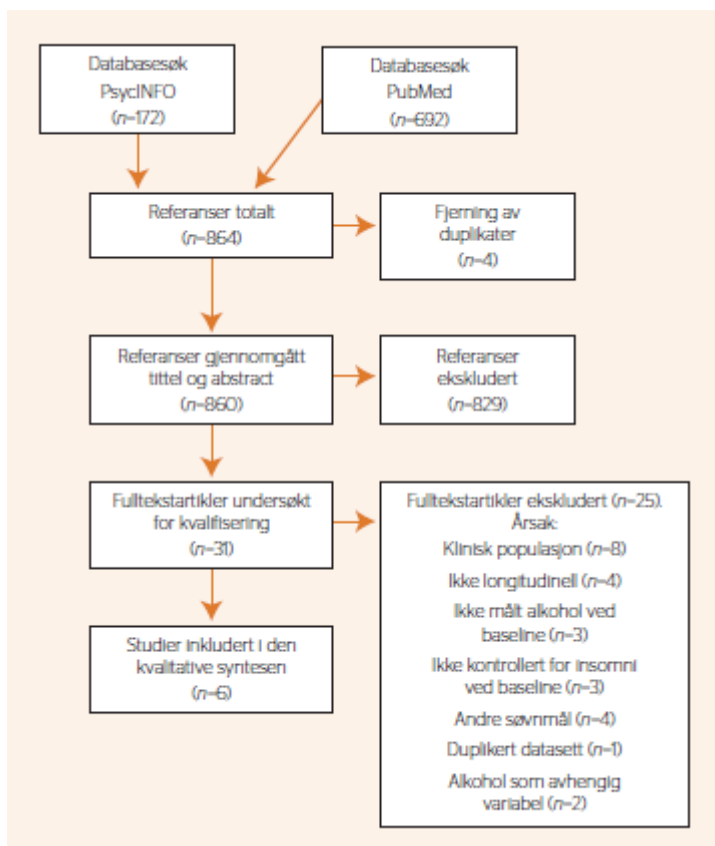 Databasesøk
PsycINFO
(n=172)
Databasesøk
PubMed
(n=692)
Referanser totalt
(n=864)
Fjerning av
duplikater
(n=4)
Referanser gjennomgått
tittel og abstract
(n=860)
Referanser
ekskludert
(n=829)
Fulltekstartikler undersøkt
for kvalifisering
(n=31)
Fulltekstartikler ekskludert (n=25).
Årsak:
Klinisk populasjon (n=8)
Ikke longitudinell (n=4)
Ikke målt alkohol ved
baseline (n=3)
Ikke kontrollert for insomni
ved baseline (n=3)
Andre søvnmål (n=4)
Duplikert datasett (n=1)
Alkohol som avhengig
variabel (n=2)
Studier inkludert i den
kvalitative syntesen
(n=6)